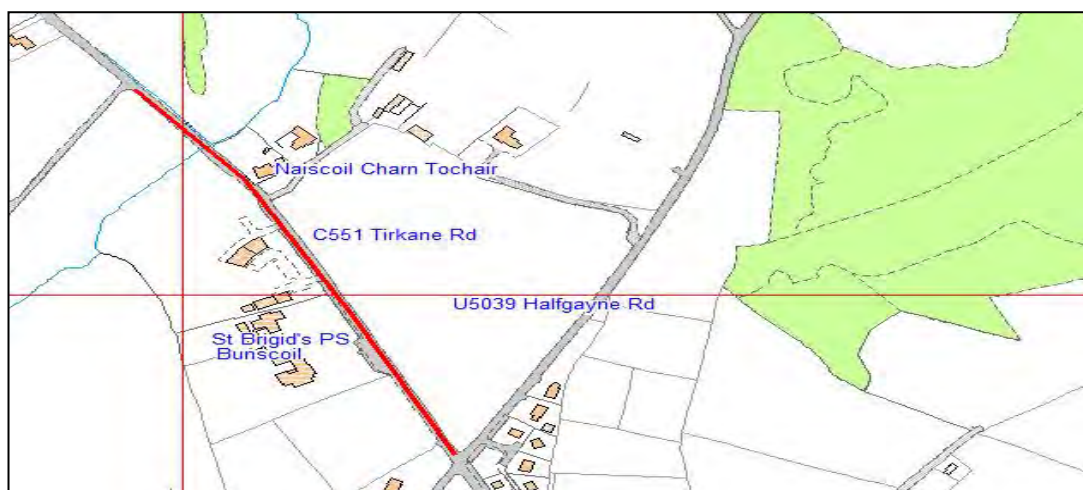 Naiscoil Charn Tochair
C551 Tirkane Rd
U5039 Halfgayne Rd
St Brigid's PS
Bunscoil